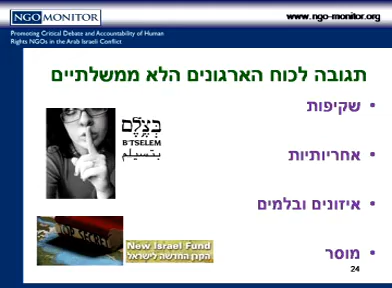 NGO MONITOR
www.ngo-monitor.org
Promoting Critical Debate and Accountability of Human
Rights NGOs in the Arab Israeli Conflict
תגובה לכוח הארגונים הלא ממשלתיים
• שקיפות
בצלם
B'TSELEM
بتسيلم
• אחריותיות
• איזונים ובלמים
TOP SECRET
New Israel Fund
הקרן החדשה לישראל
• מוסר
24